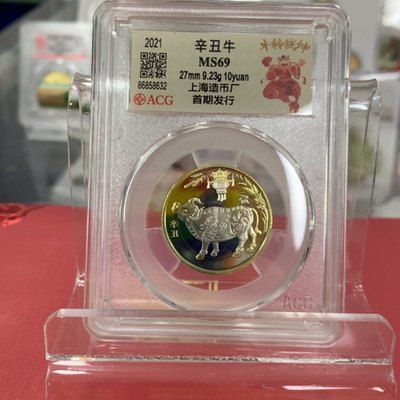 2021
辛丑牛
MS69
27mm 9.23g 10yuan
86858632
上海造币厂
ACG
首期发行
牛转钱坤
辛丑
ACG